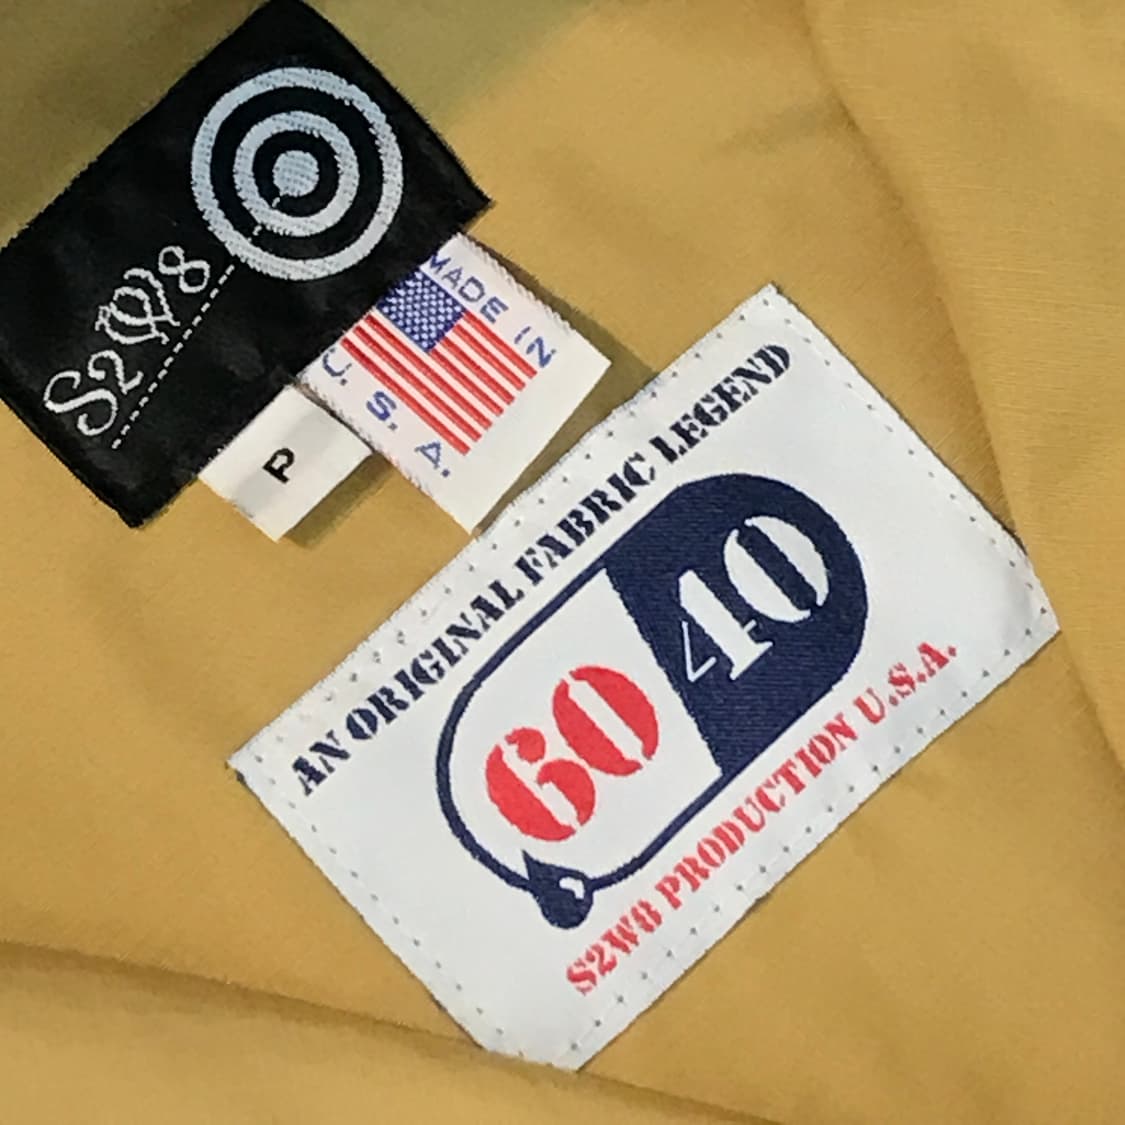 S2W8
MADE IN
U.S.A.
P
AN ORIGINAL FABRIC LEGEND
60 40
S2W8 PRODUCTION U.S.A.